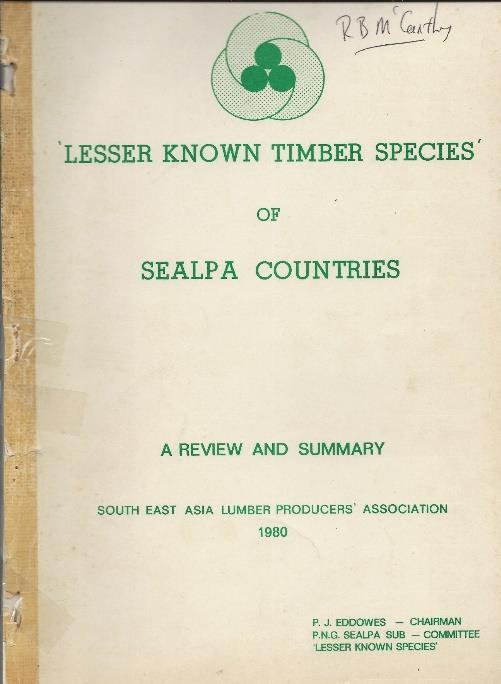 R B McCarthy
'LESSER KNOWN TIMBER SPECIES'
OF
SEALPA COUNTRIES
A REVIEW AND SUMMARY
SOUTH EAST ASIA LUMBER PRODUCERS' ASSOCIATION
1980
P. J. EDDOWES — CHAIRMAN
P.N.G. SEALPA SUB — COMMITTEE
'LESSER KNOWN SPECIES'